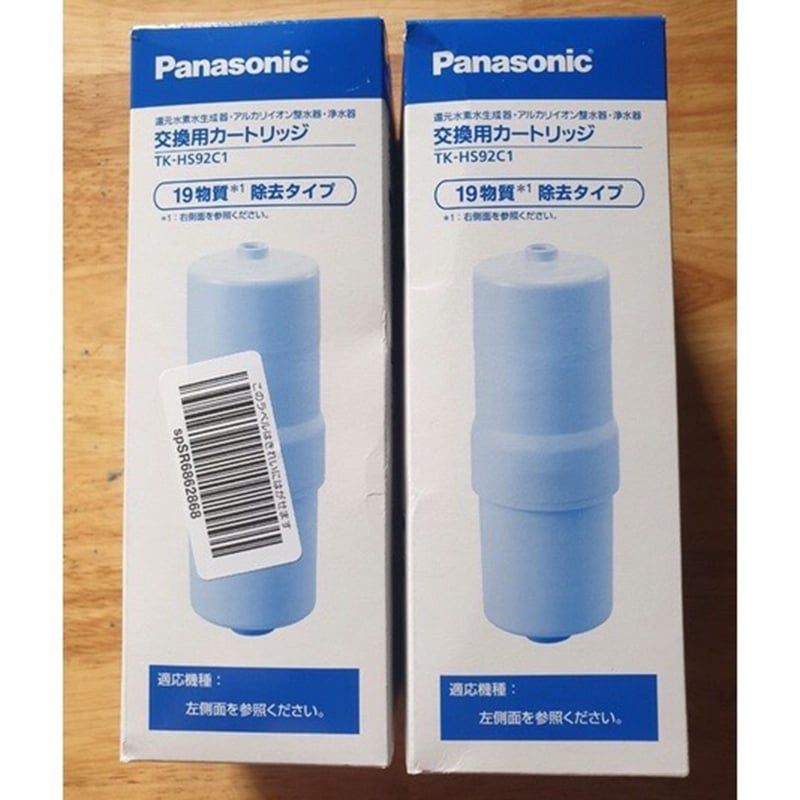 Panasonic
還元水素水生成器・アルカリイオン整水器・浄水器
交換用カートリッジ
TK-HS92C1
19物質*1 除去タイプ
*1：右側面を参照ください。
このラベルはきれいにはがせます
spSR6862868
適応機種：
左側面を参照ください。
Panasonic
還元水素水生成器・アルカリイオン整水器・浄水器
交換用カートリッジ
TK-HS92C1
19物質*1 除去タイプ
*1：右側面を参照ください。
適応機種：
左側面を参照ください。